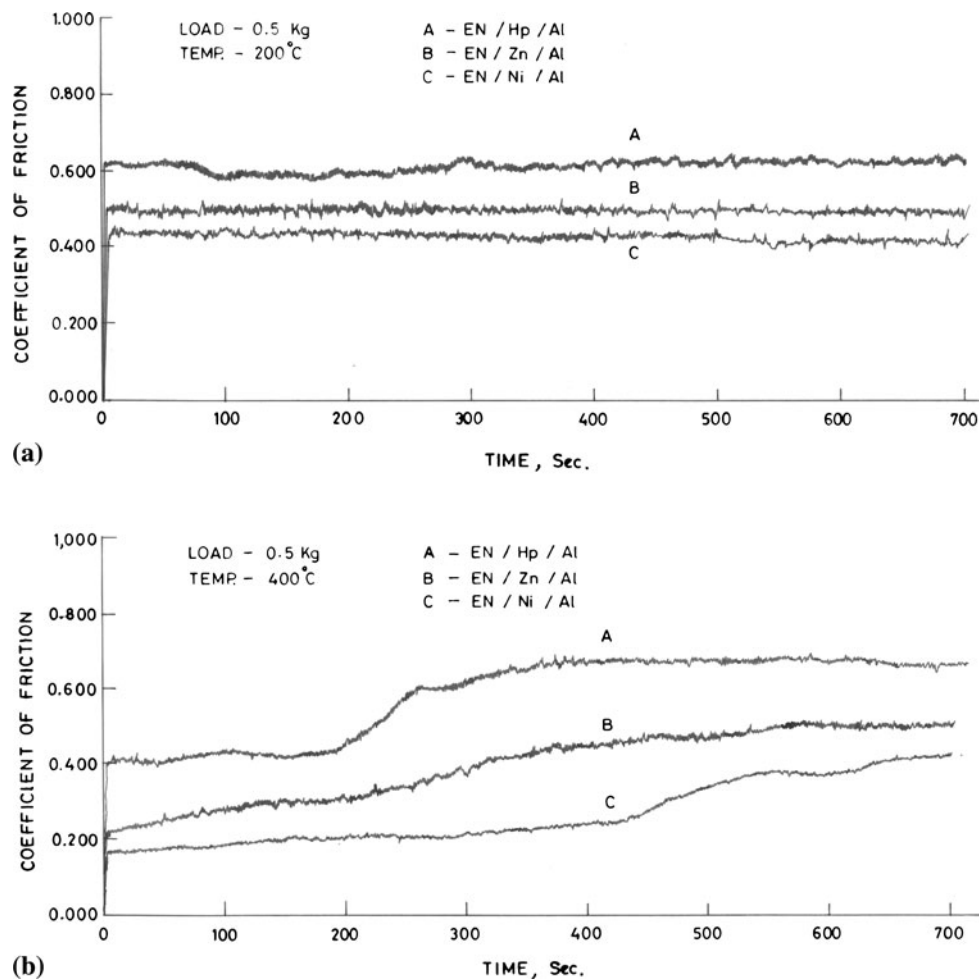 1.000
LOAD - 0.5 Kg
A - EN / Hp / Al
TEMP. - 200°C
B - EN / Zn / Al
C - EN / Ni / Al
0.800
0.600
0.400
0.200
0.000
COEFFICIENT OF FRICTION
A
B
C
0 100 200 300 400 500 600 700
(a)
TIME, Sec.
1,000
LOAD - 0.5 Kg
A - EN / Hp / Al
TEMP. - 400°C
B - EN / Zn / Al
C - EN / Ni / Al
0.800
0.600
0.400
0.200
0.000
COEFFICIENT OF FRICTION
A
B
C
0 100 200 300 400 500 600 700
(b)
TIME, Sec.